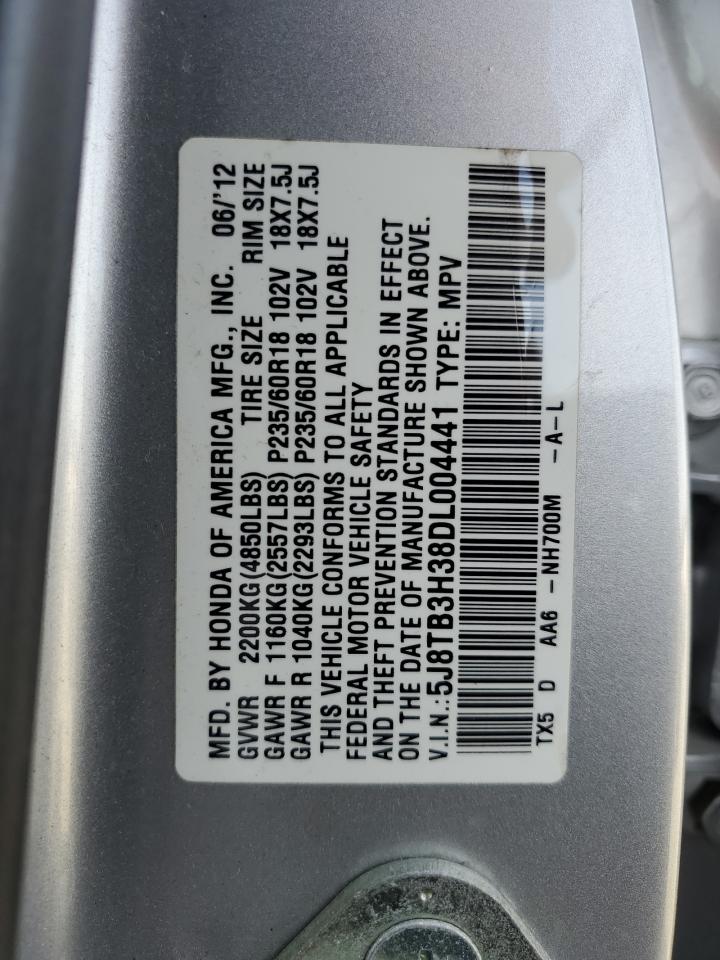 MFD. BY HONDA OF AMERICA MFG., INC. 06/'12
GVWR 2200KG(4850LBS) TIRE SIZE RIM SIZE
GAWR F 1160KG(2557LBS) P235/60R18 102V 18X7.5J
GAWR R 1040KG(2293LBS) P235/60R18 102V 18X7.5J
THIS VEHICLE CONFORMS TO ALL APPLICABLE
FEDERAL MOTOR VEHICLE SAFETY
AND THEFT PREVENTION STANDARDS IN EFFECT
ON THE DATE OF MANUFACTURE SHOWN ABOVE.
V.I.N.:5J8TB3H38DL004441 TYPE: MPV
TX5 D AA6 -NH700M -A-L